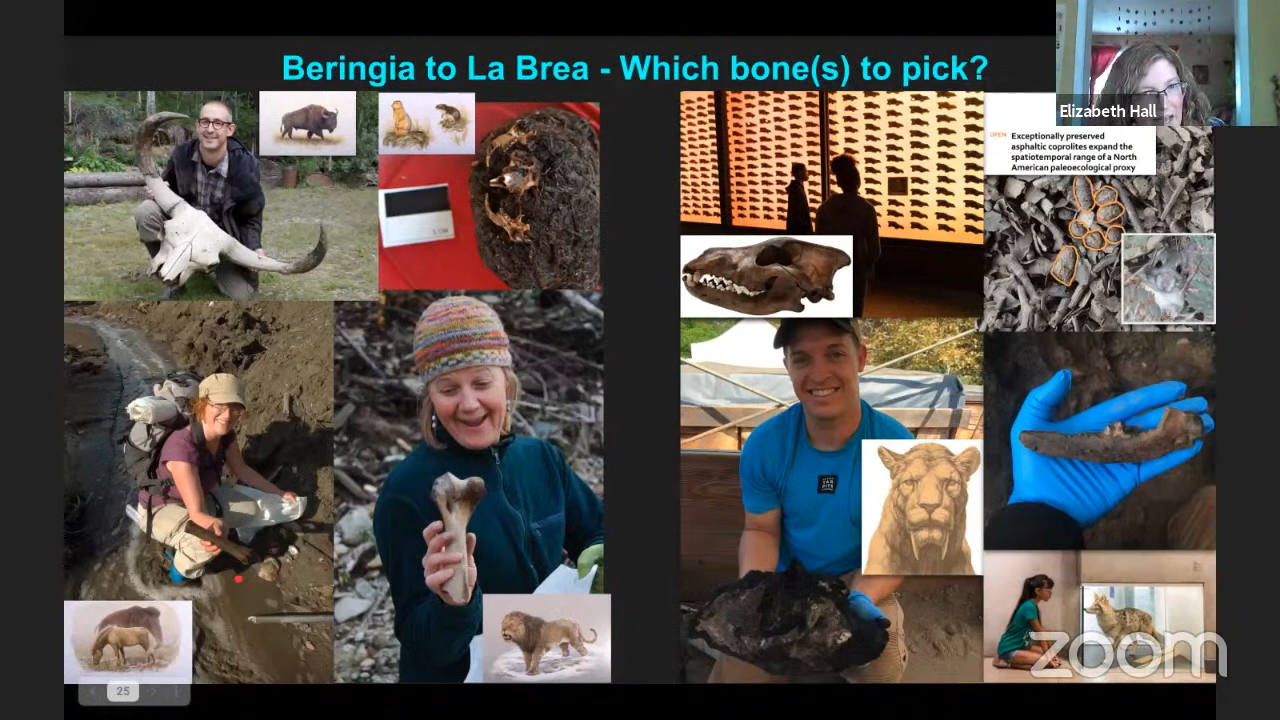 Beringia to La Brea - Which bone(s) to pick?
Elizabeth Hall
OPEN
Exceptionally preserved
asphaltic coprolites expand the
spatiotemporal range of a North
American paleoecological proxy
zoom
25